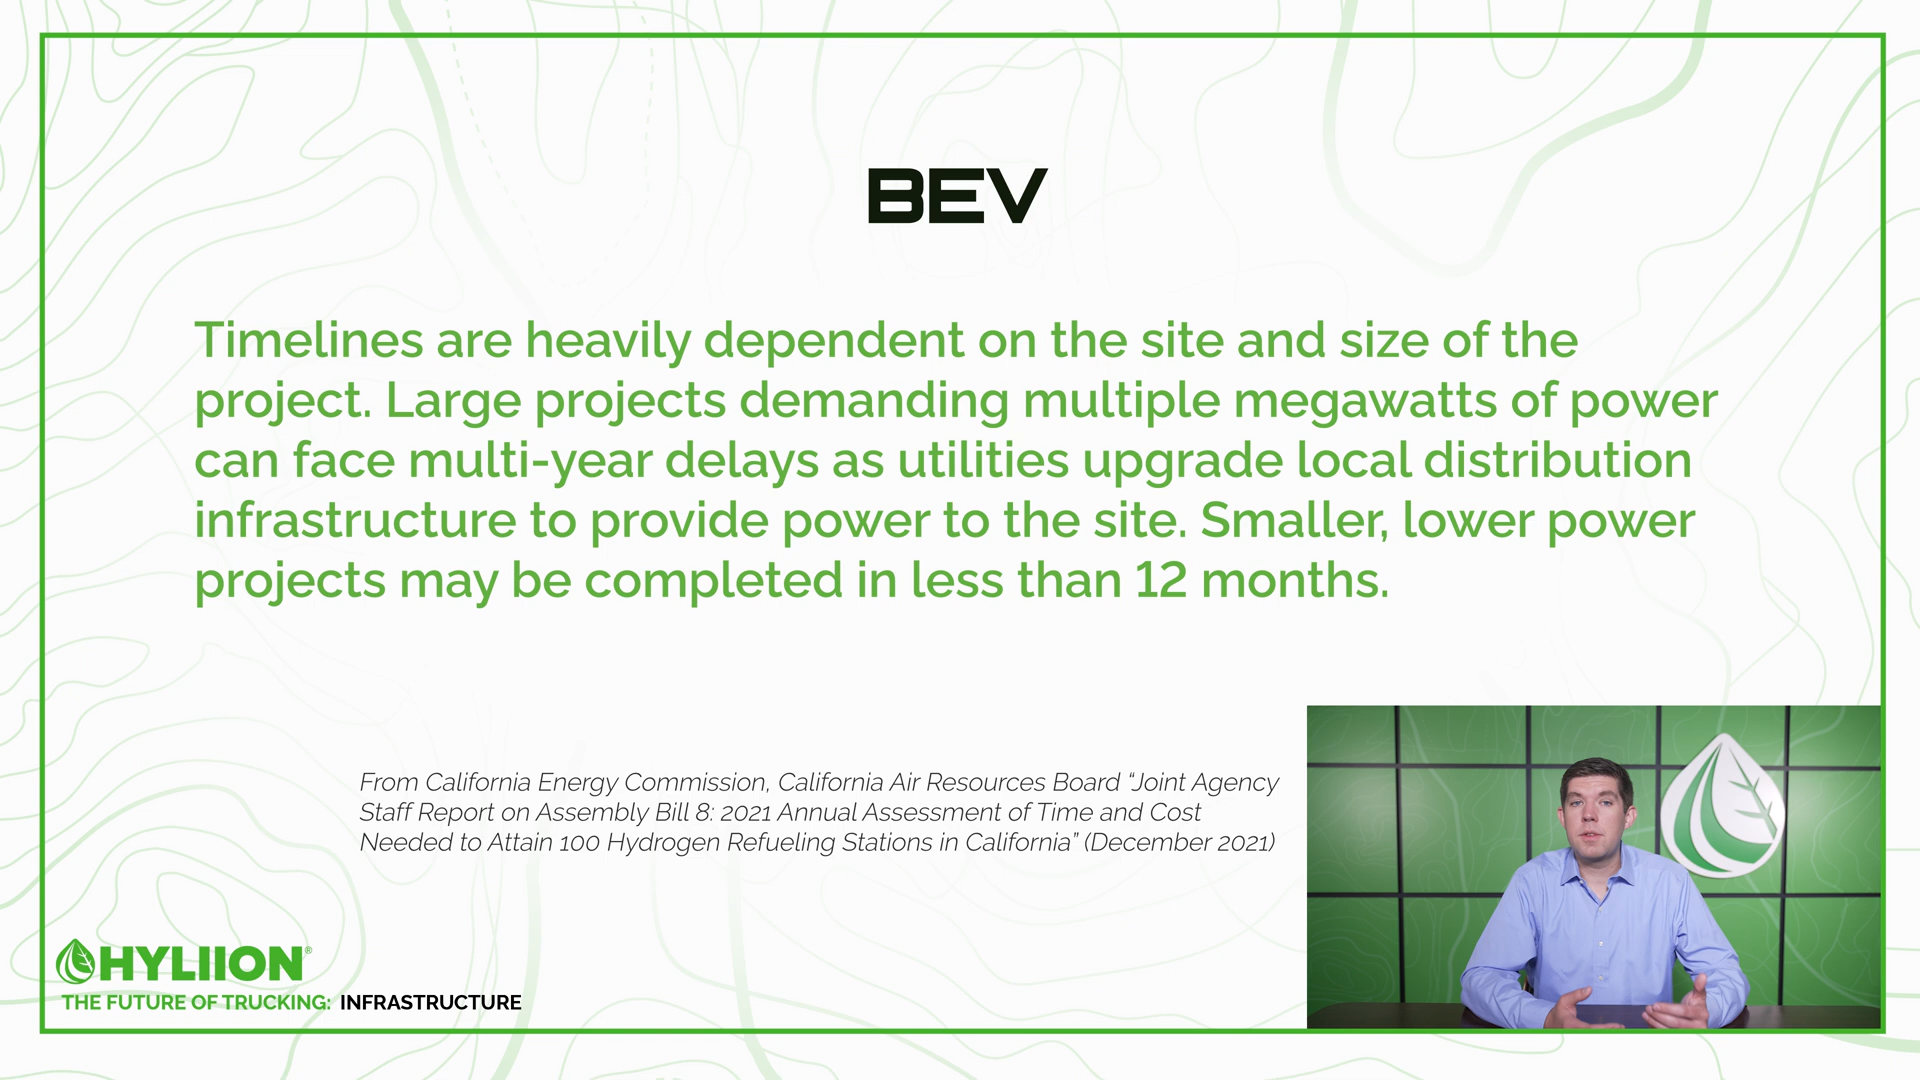 BEV
Timelines are heavily dependent on the site and size of the
project. Large projects demanding multiple megawatts of power
can face multi-year delays as utilities upgrade local distribution
infrastructure to provide power to the site. Smaller, lower power
projects may be completed in less than 12 months.
From California Energy Commission, California Air Resources Board “Joint Agency
Staff Report on Assembly Bill 8: 2021 Annual Assessment of Time and Cost
Needed to Attain 100 Hydrogen Refueling Stations in California” (December 2021)
HYLIION®
THE FUTURE OF TRUCKING: INFRASTRUCTURE